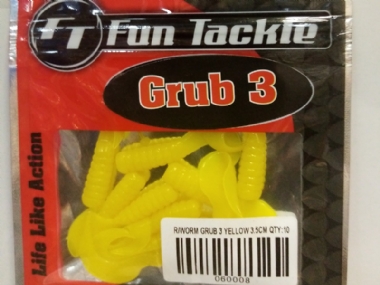 FT Fun Tackle
Grub 3
Life Like Action
R/WORM GRUB 3 YELLOW 3.5CM QTY:10
060008